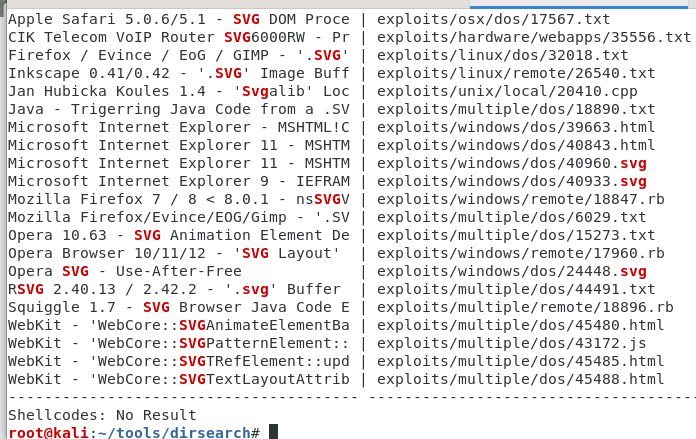 Apple Safari 5.0.6/5.1 - SVG DOM Proce | exploits/osx/dos/17567.txt
CIK Telecom VoIP Router SVG6000RW - Pr | exploits/hardware/webapps/35556.txt
Firefox / Evince / EoG / GIMP - '.SVG' | exploits/linux/dos/32018.txt
Inkscape 0.41/0.42 - '.SVG' Image Buff | exploits/linux/remote/26540.txt
Jan Hubicka Koules 1.4 - 'Svgalib' Loc | exploits/unix/local/20410.cpp
Java - Trigerring Java Code from a .SV | exploits/multiple/dos/18890.txt
Microsoft Internet Explorer - MSHTML!C | exploits/windows/dos/39663.html
Microsoft Internet Explorer 11 - MSHTM | exploits/windows/dos/40843.html
Microsoft Internet Explorer 11 - MSHTM | exploits/windows/dos/40960.svg
Microsoft Internet Explorer 9 - IEFRAM | exploits/windows/dos/40933.svg
Mozilla Firefox 7 / 8 < 8.0.1 - nsSVGV | exploits/windows/remote/18847.rb
Mozilla Firefox/Evince/EOG/Gimp - '.SV | exploits/multiple/dos/6029.txt
Opera 10.63 - SVG Animation Element De | exploits/multiple/dos/15273.txt
Opera Browser 10/11/12 - 'SVG Layout'  | exploits/windows/remote/17960.rb
Opera SVG - Use-After-Free             | exploits/windows/dos/24448.svg
RSVG 2.40.13 / 2.42.2 - '.svg' Buffer  | exploits/multiple/dos/44491.txt
Squiggle 1.7 - SVG Browser Java Code E | exploits/multiple/remote/18896.rb
WebKit - 'WebCore::SVGAnimateElementBa | exploits/multiple/dos/45480.html
WebKit - 'WebCore::SVGPatternElement:: | exploits/multiple/dos/43172.js
WebKit - 'WebCore::SVGTRefElement::upd | exploits/multiple/dos/45485.html
WebKit - 'WebCore::SVGTextLayoutAttrib | exploits/multiple/dos/45488.html
--------------------------------------- ------------------------------------
Shellcodes: No Result
root@kali:~/tools/dirsearch#